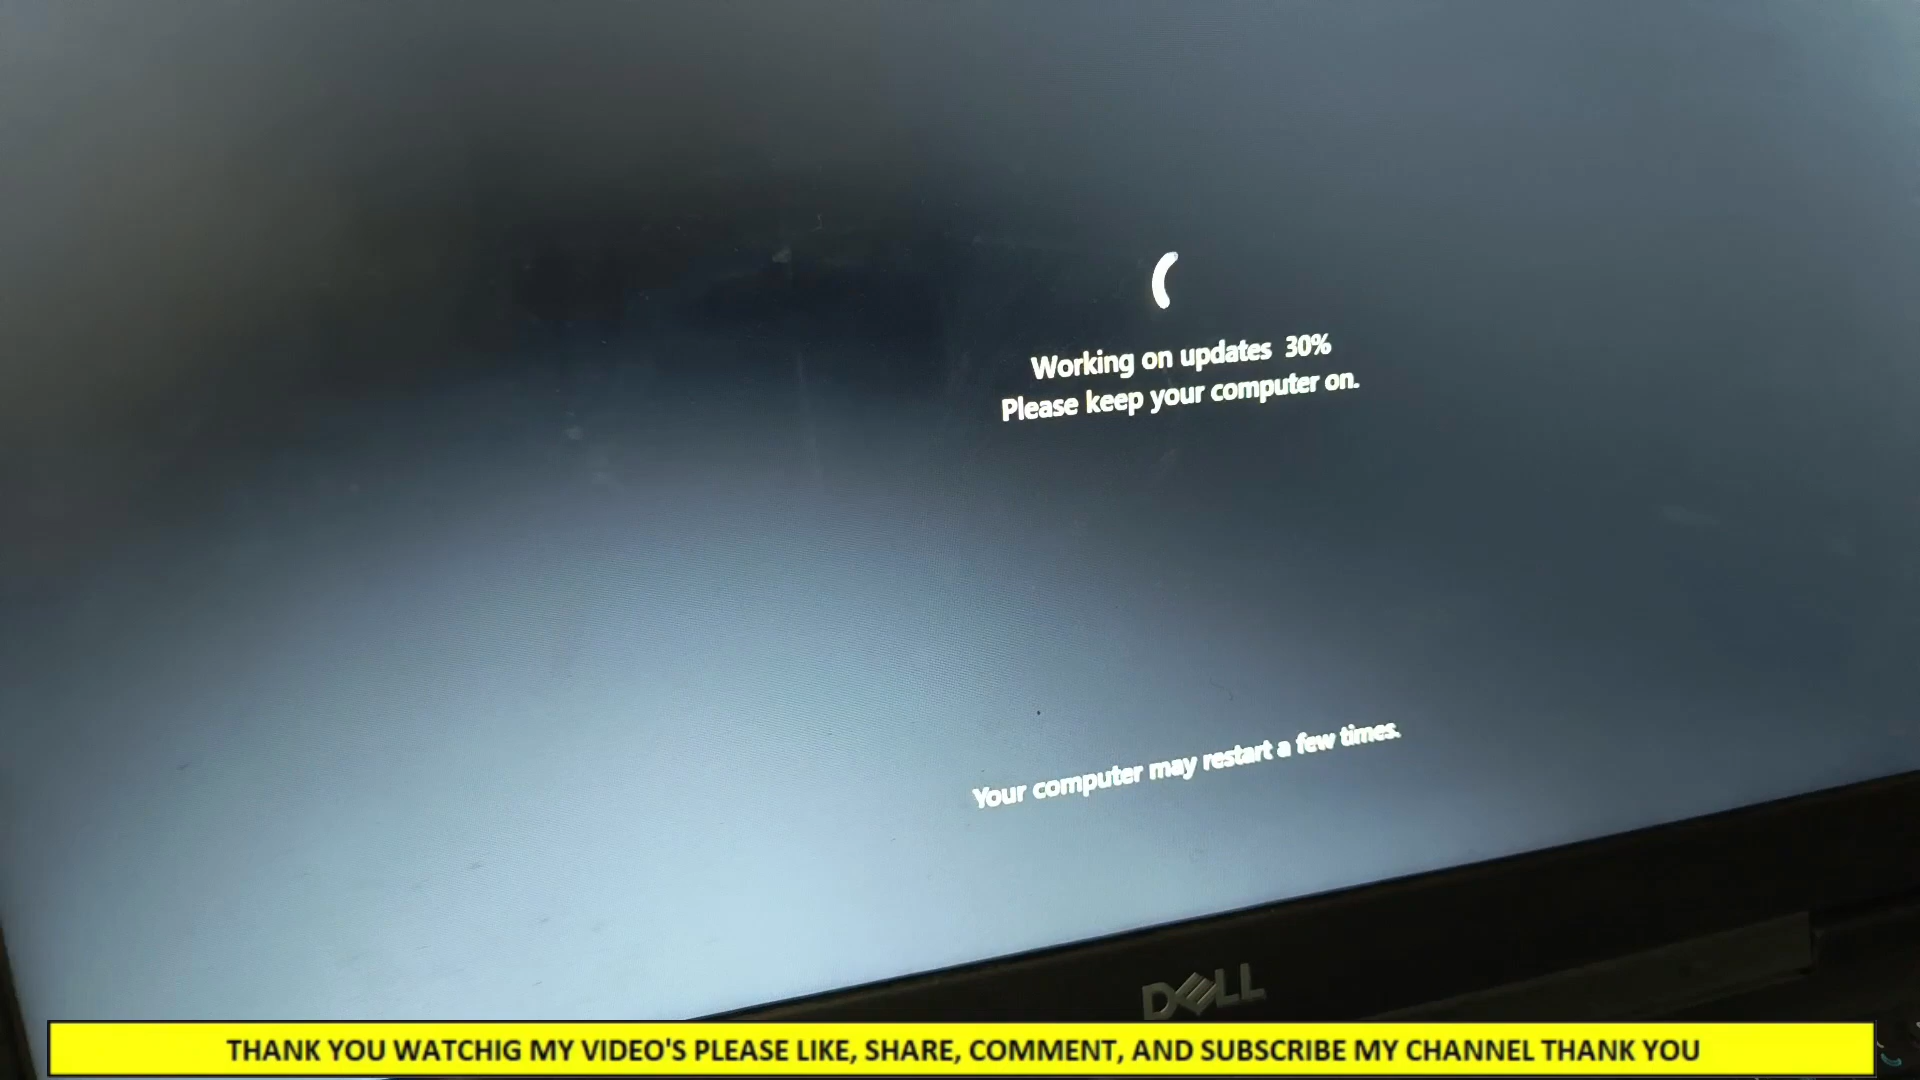 Working on updates 30%
Please keep your computer on.
Your computer may restart a few times.
DELL
THANK YOU WATCHIG MY VIDEO'S PLEASE LIKE, SHARE, COMMENT, AND SUBSCRIBE MY CHANNEL THANK YOU